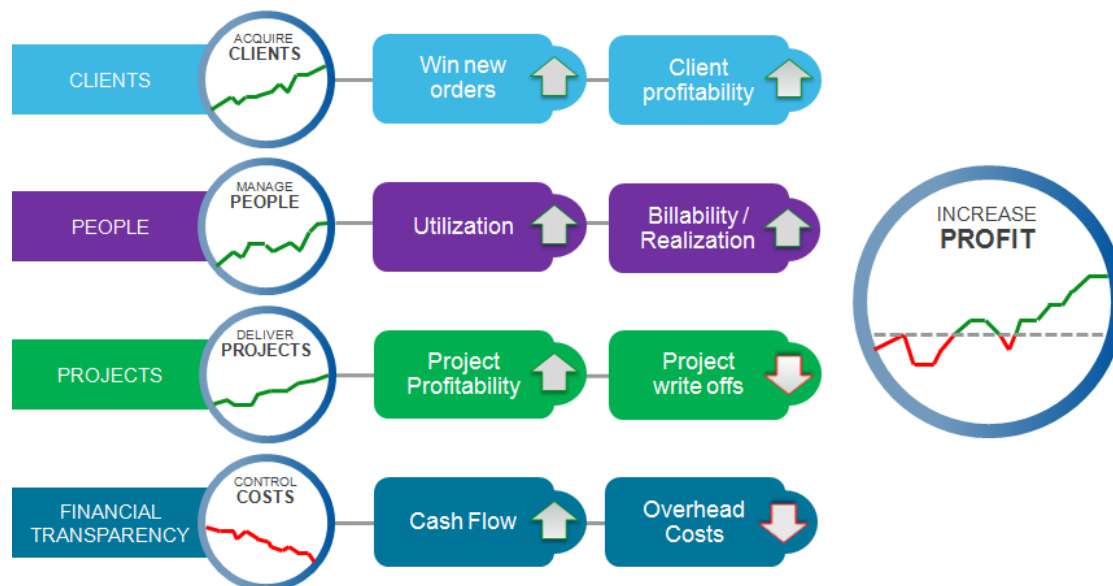 CLIENTS
ACQUIRE
CLIENTS
Win new
orders
Client
profitability
PEOPLE
MANAGE
PEOPLE
Utilization
Billability /
Realization
PROJECTS
DELIVER
PROJECTS
Project
Profitability
Project
write offs
FINANCIAL
TRANSPARENCY
CONTROL
COSTS
Cash Flow
Overhead
Costs
INCREASE
PROFIT